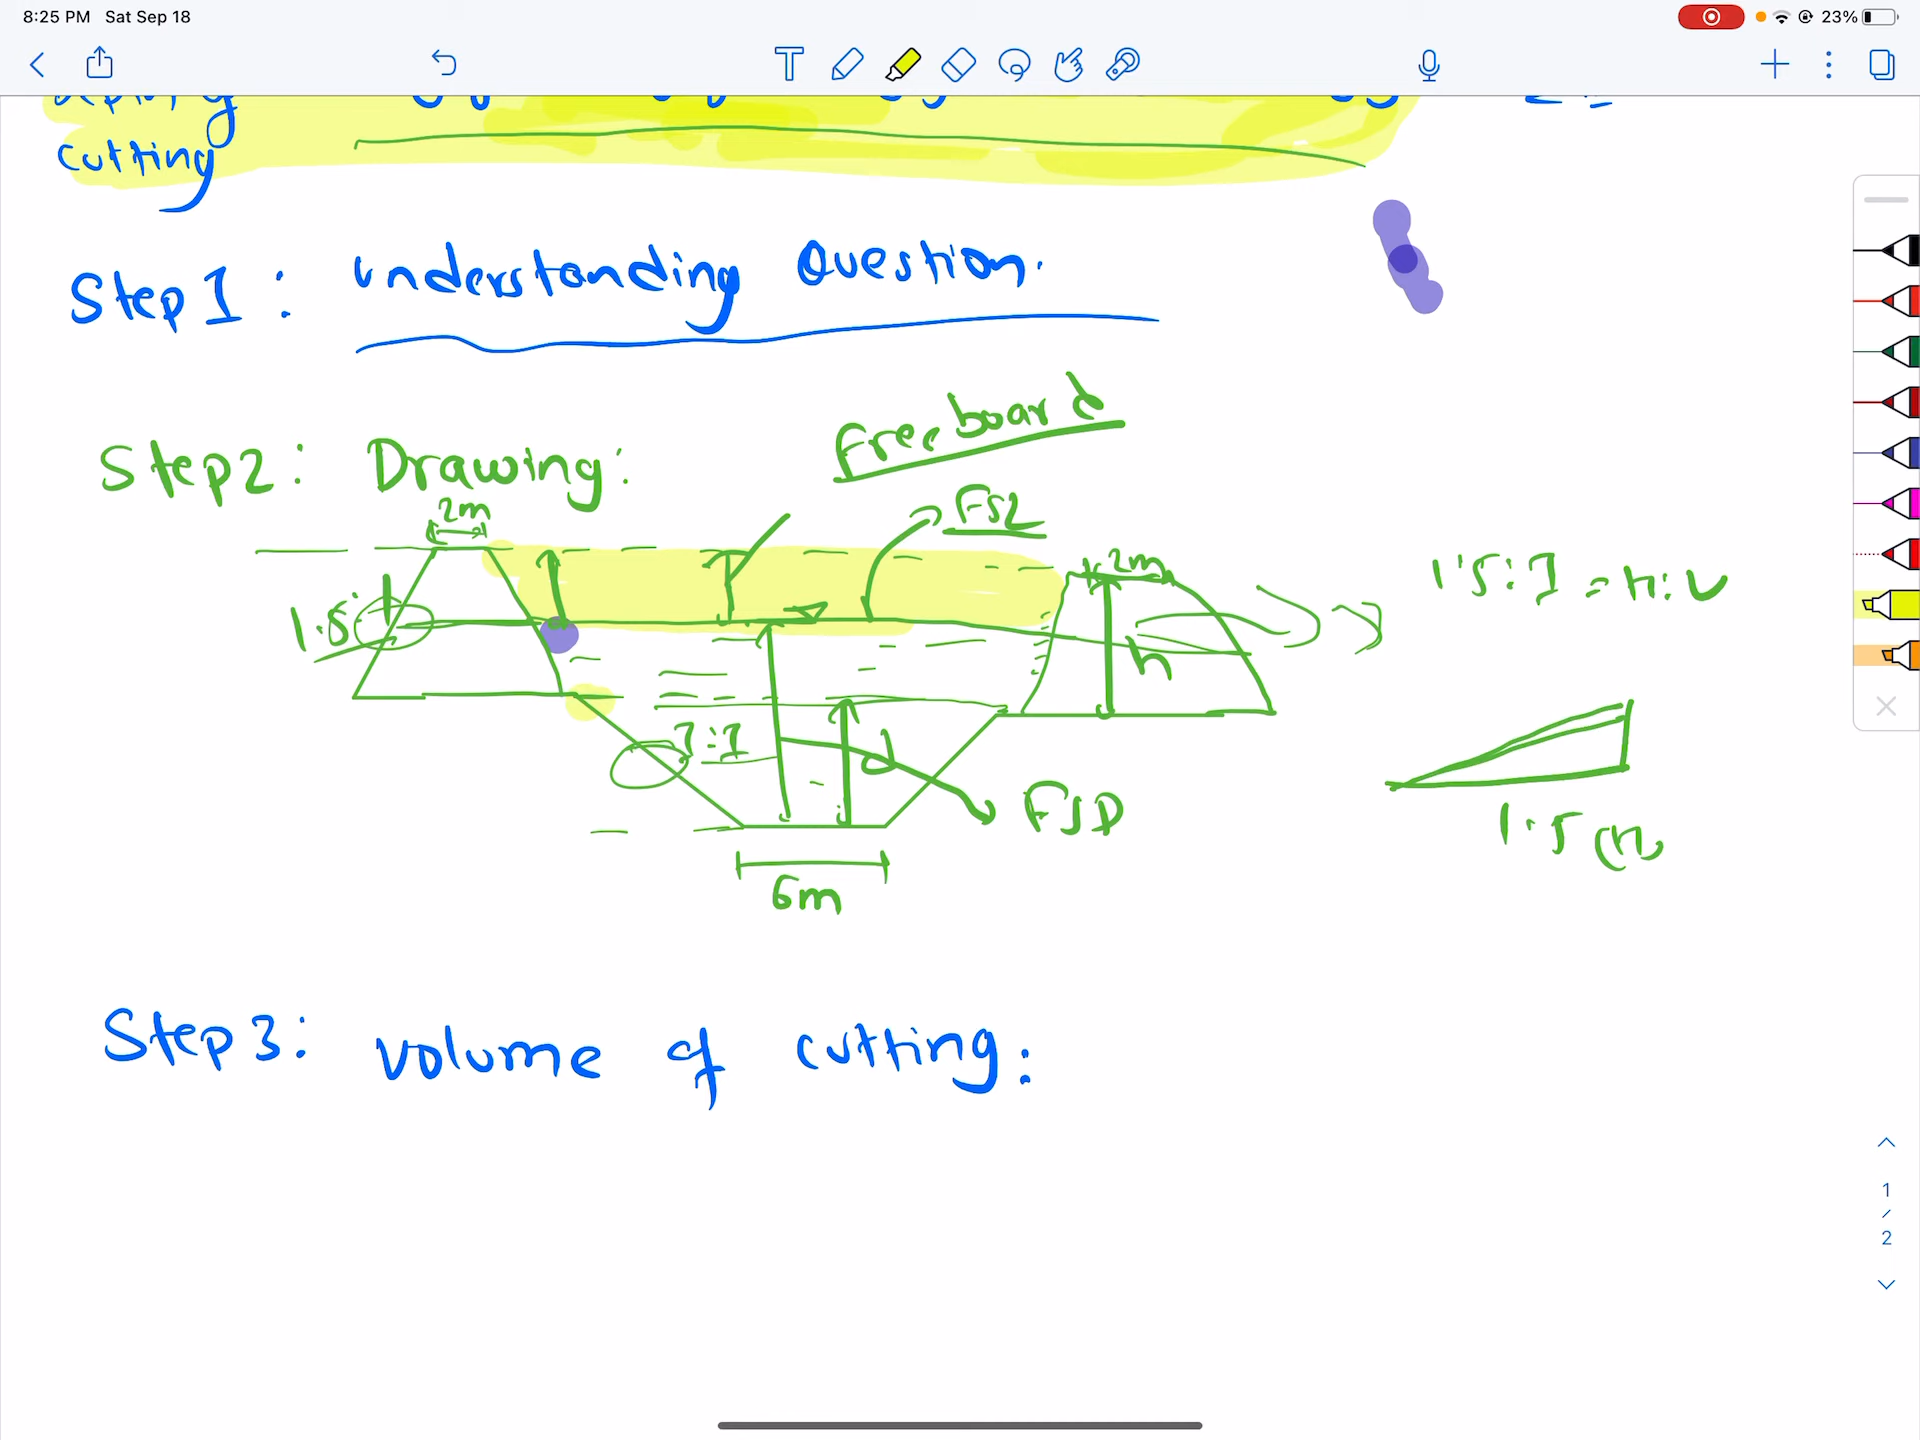 8:25 PM Sat Sep 18
23%
cutting
Step 1 : Understanding Question.
Free board
Step2 : Drawing :
2m
FSL
2m
1.5:1 = H:V
1.5:1
h
1:1
d
FSD
1.5 (H)
6m
Step 3 : Volume of cutting :
1
/
2